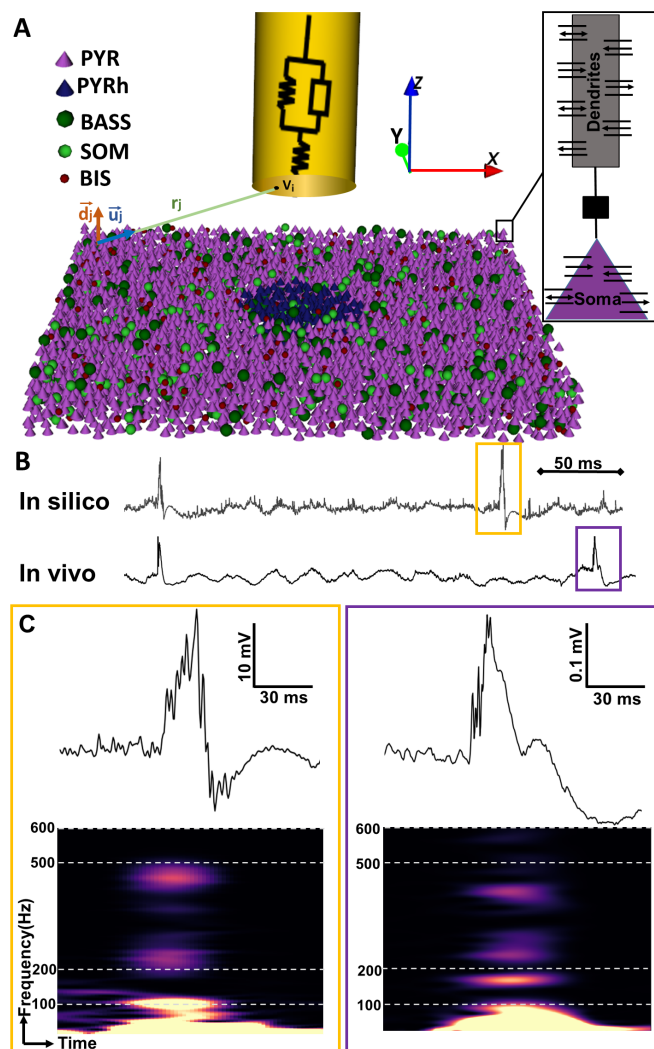 A
PYR
PYRh
BASS
SOM
BIS
Vi
rj
dj
uj
Z
Y
X
Dendrites
Soma
B
50 ms
In silico
In vivo
C
10 mV
30 ms
0.1 mV
30 ms
600
500
200
100
Frequency(Hz)
Time
600
500
200
100